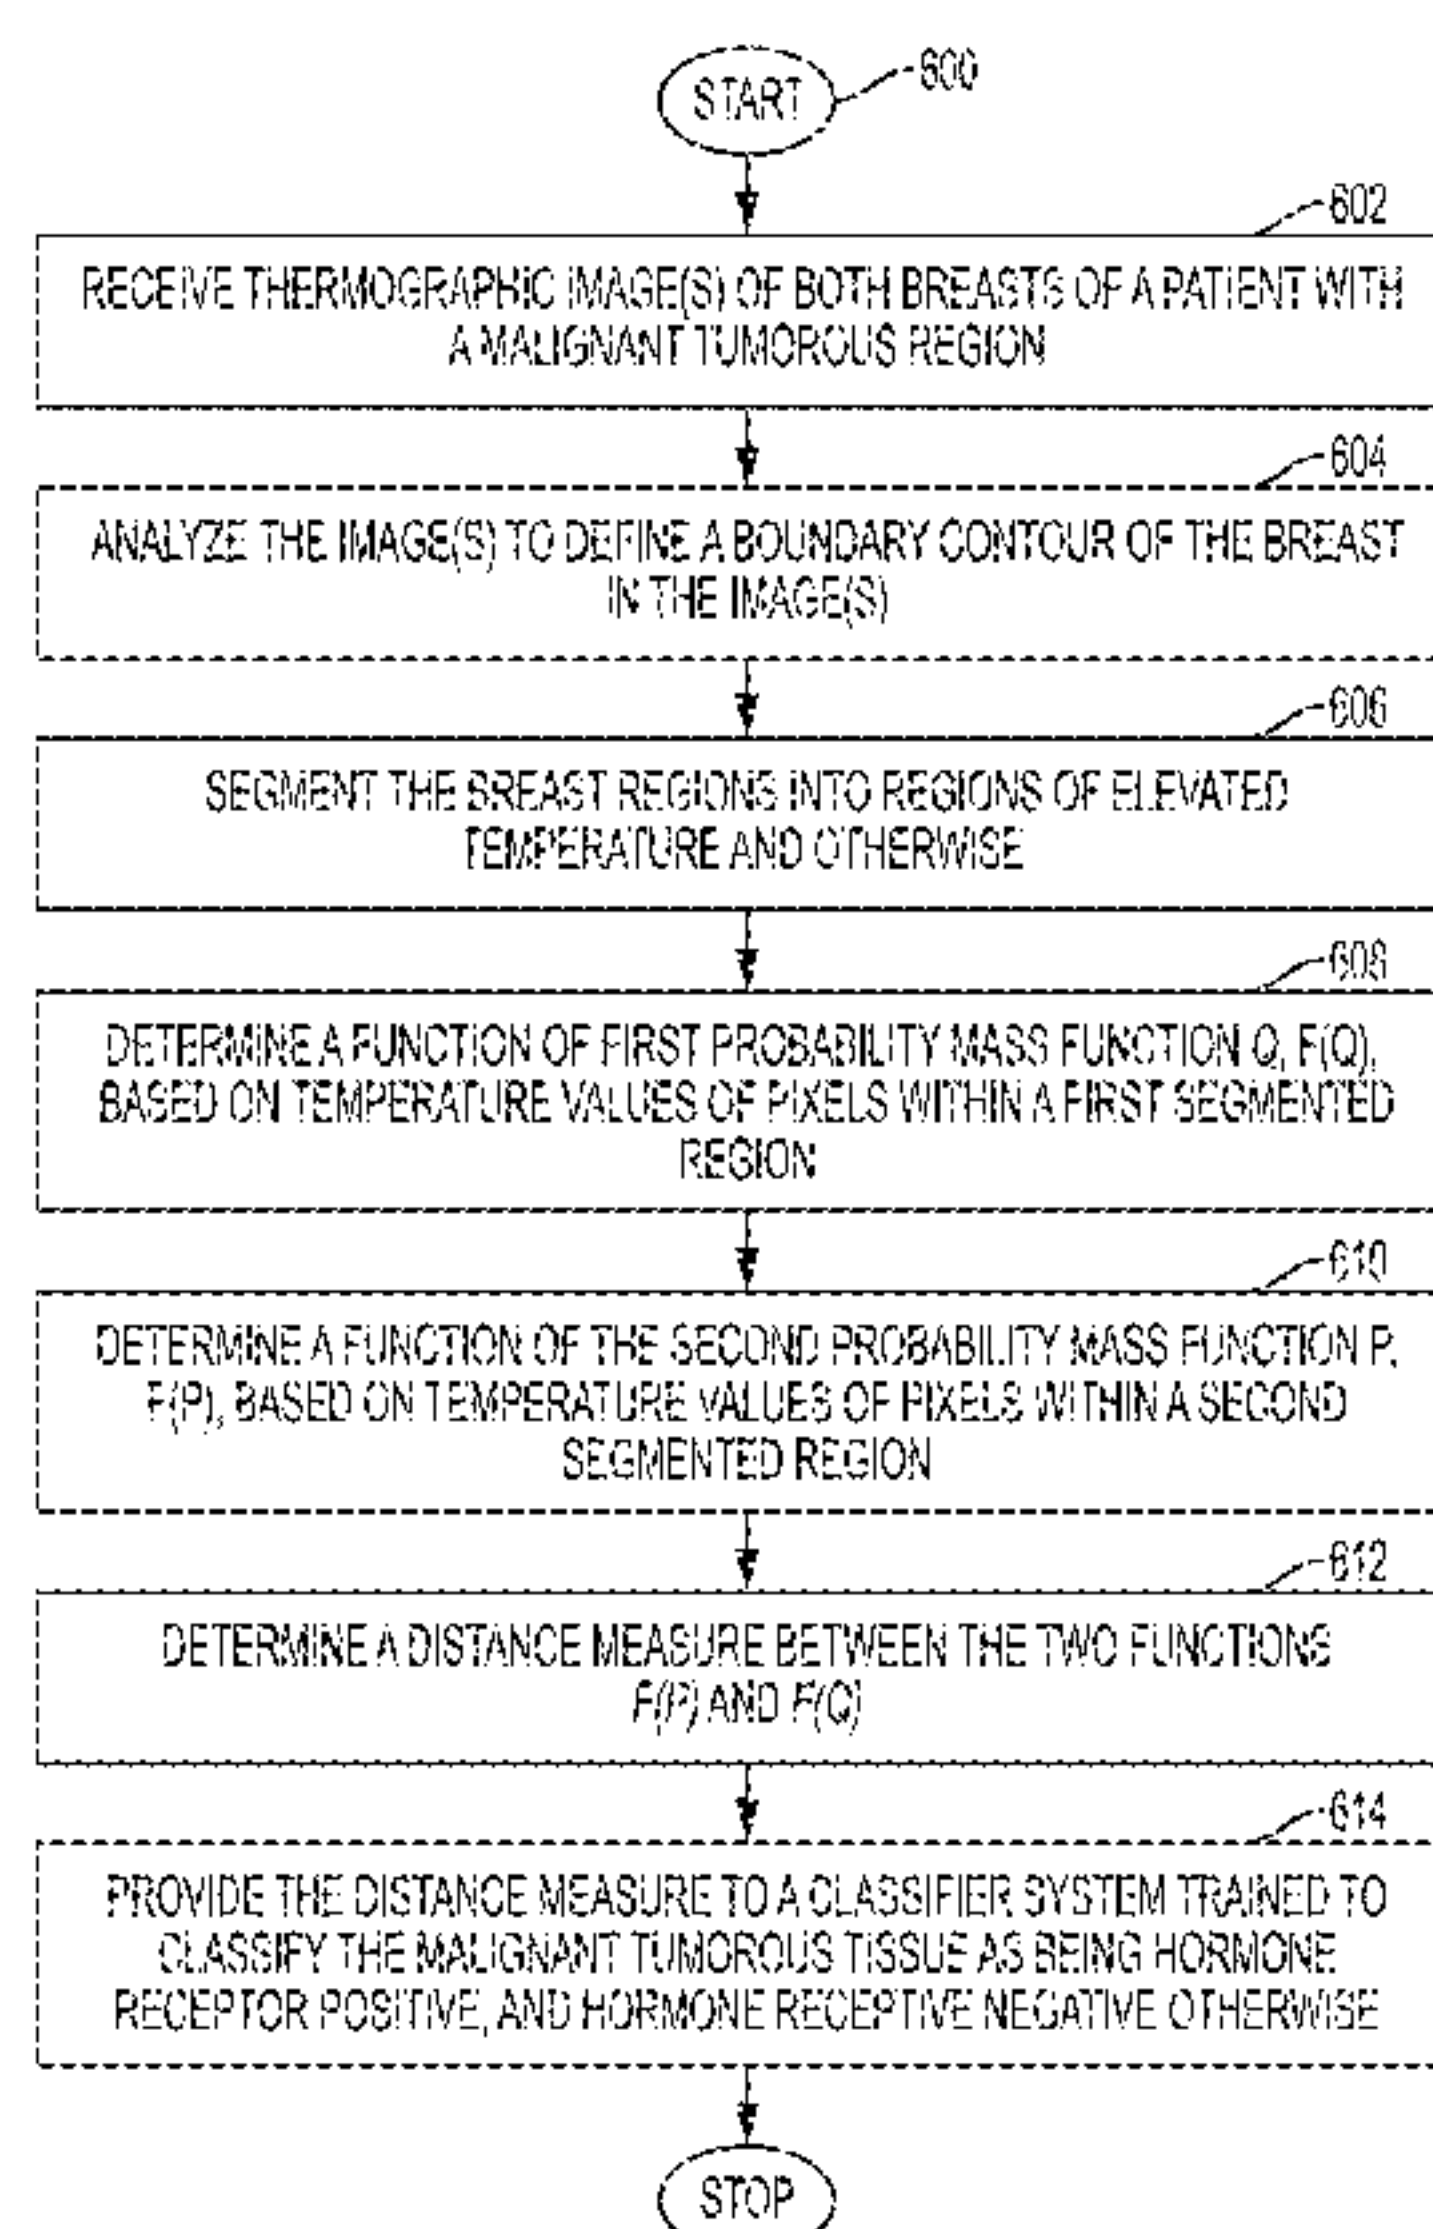 START
600
602
RECEIVE THERMOGRAPHIC IMAGE(S) OF BOTH BREASTS OF A PATIENT WITH
A MALIGNANT TUMOROUS REGION
604
ANALYZE THE IMAGE(S) TO DEFINE A BOUNDARY CONTOUR OF THE BREAST
IN THE IMAGE(S)
606
SEGMENT THE BREAST REGIONS INTO REGIONS OF ELEVATED
TEMPERATURE AND OTHERWISE
608
DETERMINE A FUNCTION OF FIRST PROBABILITY MASS FUNCTION Q, F(Q),
BASED ON TEMPERATURE VALUES OF PIXELS WITHIN A FIRST SEGMENTED
REGION
610
DETERMINE A FUNCTION OF THE SECOND PROBABILITY MASS FUNCTION P,
F(P), BASED ON TEMPERATURE VALUES OF PIXELS WITHIN A SECOND
SEGMENTED REGION
612
DETERMINE A DISTANCE MEASURE BETWEEN THE TWO FUNCTIONS
F(P) AND F(Q)
614
PROVIDE THE DISTANCE MEASURE TO A CLASSIFIER SYSTEM TRAINED TO
CLASSIFY THE MALIGNANT TUMOROUS TISSUE AS BEING HORMONE
RECEPTOR POSITIVE, AND HORMONE RECEPTIVE NEGATIVE OTHERWISE
STOP